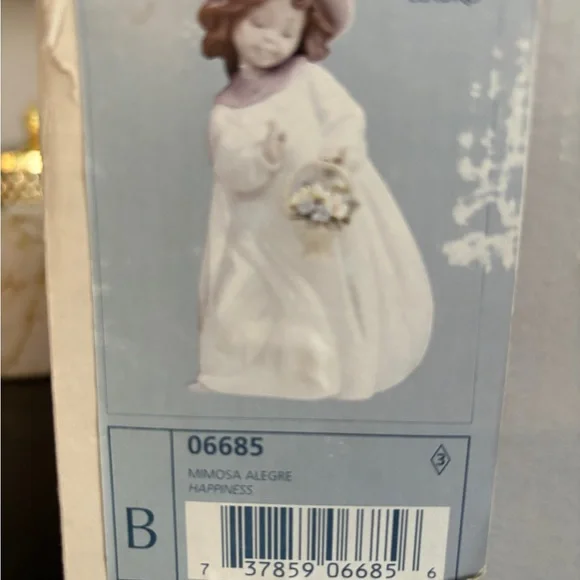 06685
3
MIMOSA ALEGRE
HAPPINESS
B
7 37859 06685 6